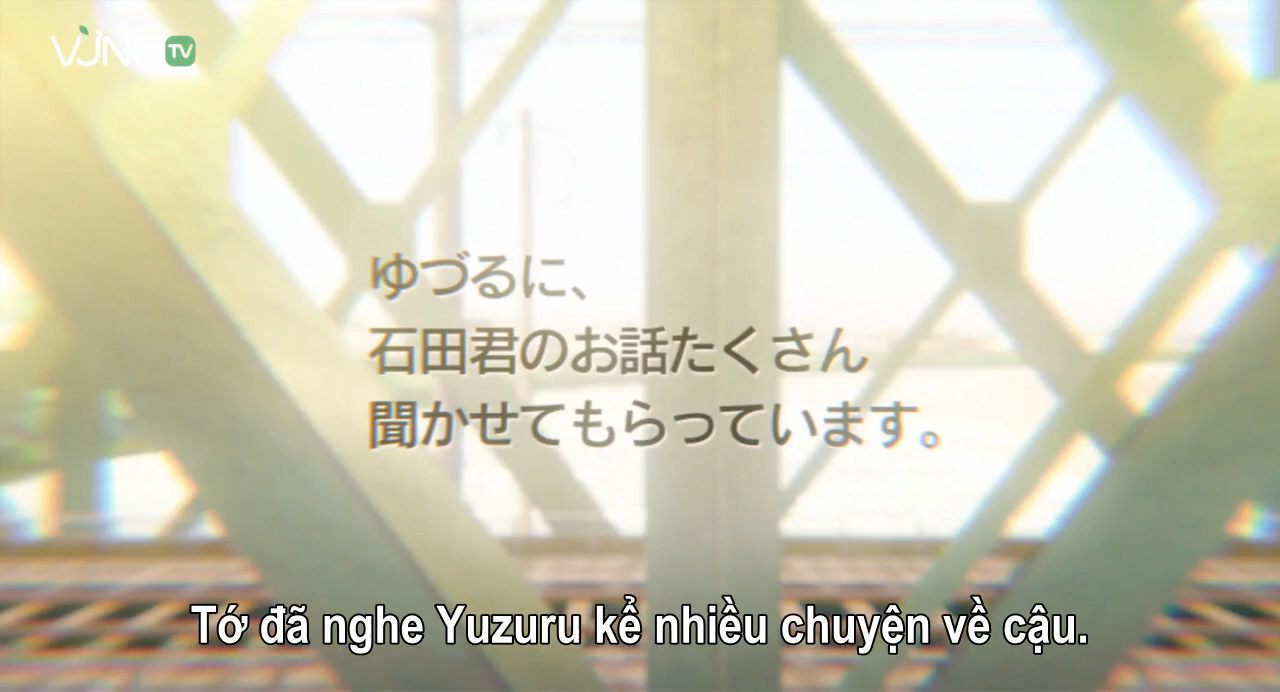 VỪNG TV
ゆづるに、
石田君のお話たくさん
聞かせてもらっています。
Tớ đã nghe Yuzuru kể nhiều chuyện về cậu.